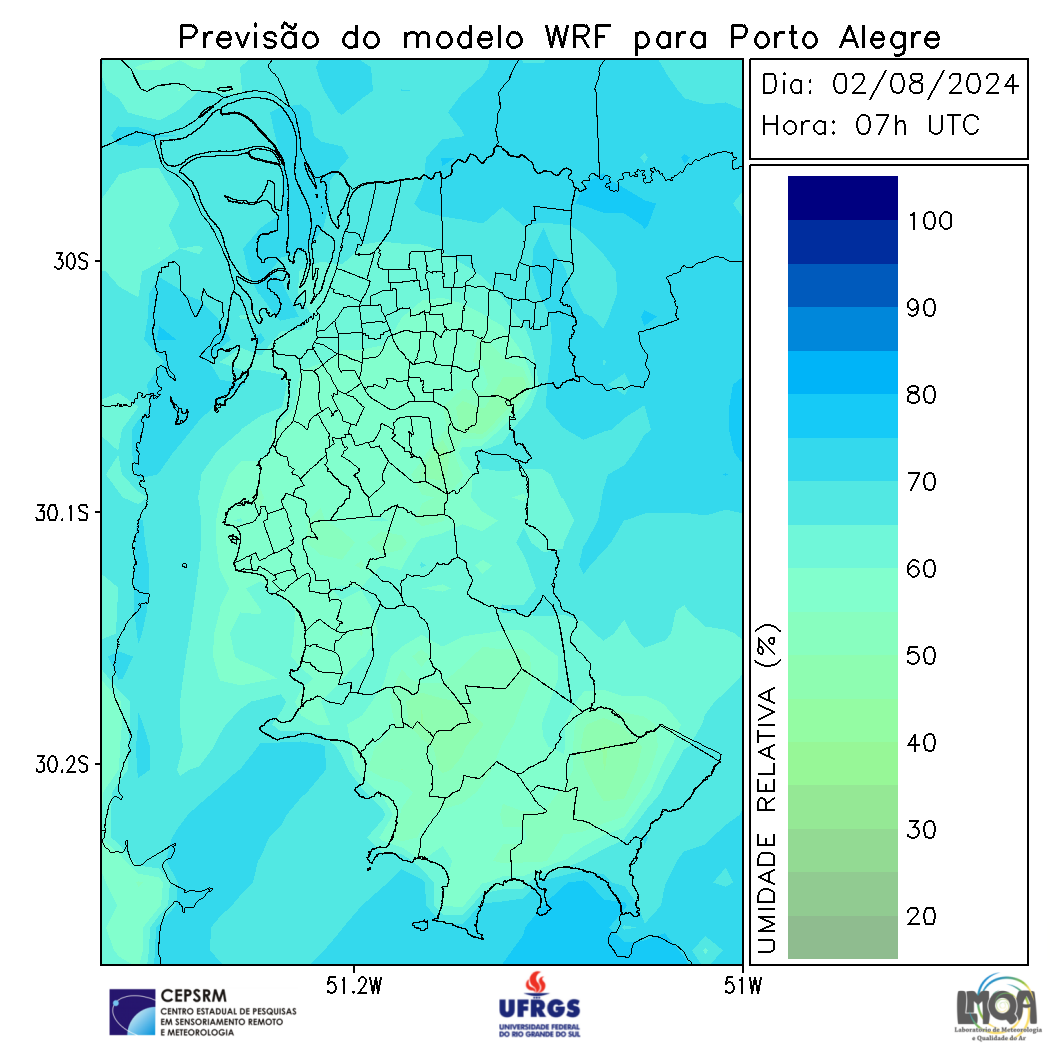 Previsão do modelo WRF para Porto Alegre
Dia: 02/08/2024
Hora: 07h UTC
30S
30.1S
30.2S
51.2W
51W
UMIDADE RELATIVA (%)
100
90
80
70
60
50
40
30
20
CEPSRM
CENTRO ESTADUAL DE PESQUISAS
EM SENSORIAMENTO REMOTO
E METEOROLOGIA
UFRGS
UNIVERSIDADE FEDERAL
DO RIO GRANDE DO SUL
LMQA
Laboratório de Meteorologia
e Qualidade do Ar